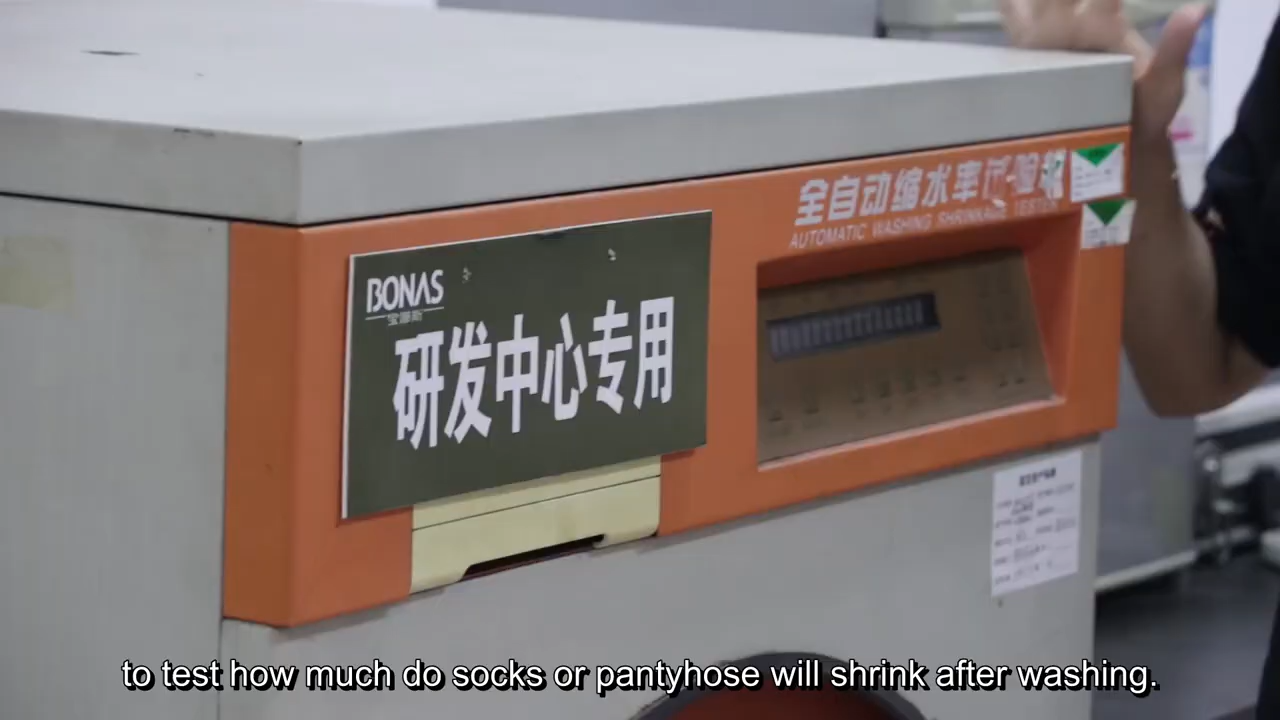 全自动缩水率试验机
AUTOMATIC WASHING SHRINKAGE TESTER
BONAS
宝娜斯
研发中心专用
to test how much do socks or pantyhose will shrink after washing.